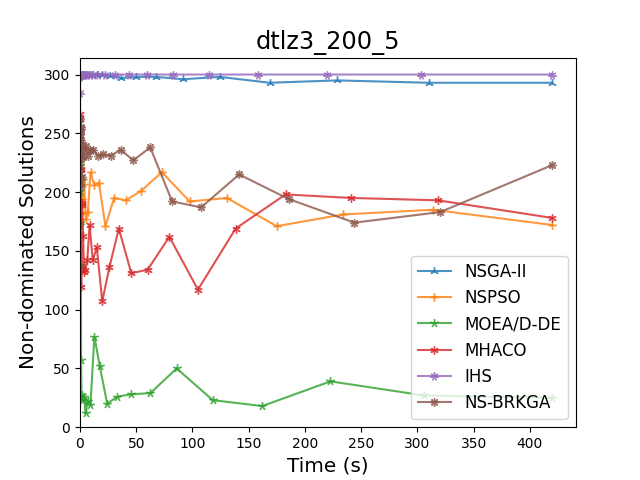 dtlz3_200_5
Non-dominated Solutions
300
250
200
150
100
50
0
0 50 100 150 200 250 300 350 400
Time (s)
NSGA-II
NSPSO
MOEA/D-DE
MHACO
IHS
NS-BRKGA